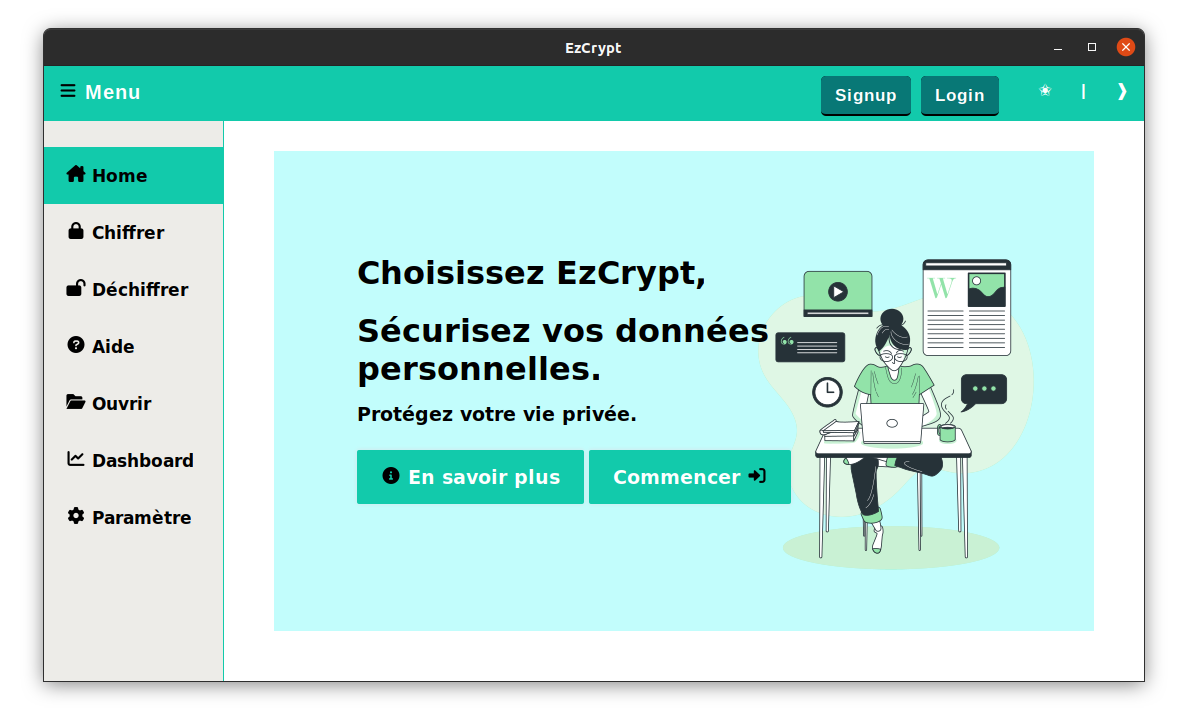 EzCrypt
Menu
Signup
Login
Home
Chiffrer
Déchiffrer
Aide
Ouvrir
Dashboard
Paramètre
Choisissez EzCrypt,
Sécurisez vos données
personnelles.
Protégez votre vie privée.
En savoir plus
Commencer
W